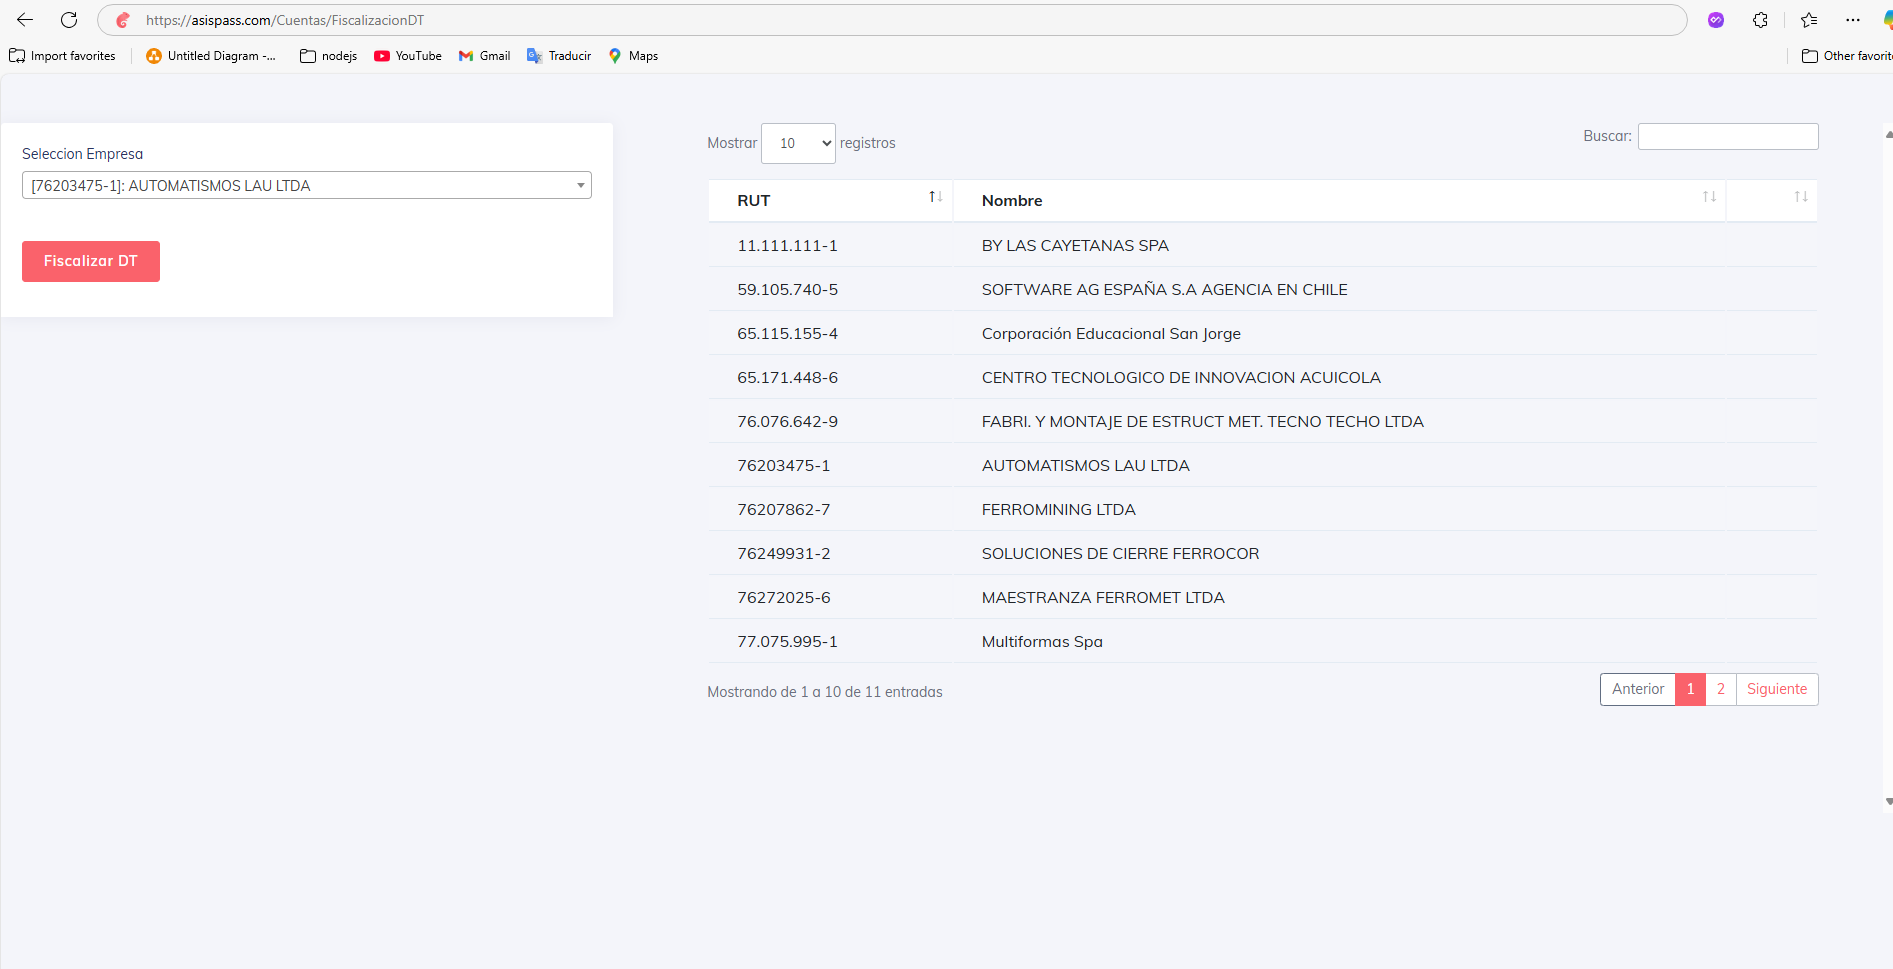 https://asispass.com/Cuentas/FiscalizacionDT
Import favorites
Untitled Diagram -...
nodejs
YouTube
Gmail
Traducir
Maps
Other favorit
Seleccion Empresa
[76203475-1]: AUTOMATISMOS LAU LTDA
Fiscalizar DT
Mostrar 10 registros
Buscar:
RUT Nombre
11.111.111-1 BY LAS CAYETANAS SPA
59.105.740-5 SOFTWARE AG ESPAÑA S.A AGENCIA EN CHILE
65.115.155-4 Corporación Educacional San Jorge
65.171.448-6 CENTRO TECNOLOGICO DE INNOVACION ACUICOLA
76.076.642-9 FABRI. Y MONTAJE DE ESTRUCT MET. TECNO TECHO LTDA
76203475-1 AUTOMATISMOS LAU LTDA
76207862-7 FERROMINING LTDA
76249931-2 SOLUCIONES DE CIERRE FERROCOR
76272025-6 MAESTRANZA FERROMET LTDA
77.075.995-1 Multiformas Spa
Mostrando de 1 a 10 de 11 entradas
Anterior 1 2 Siguiente